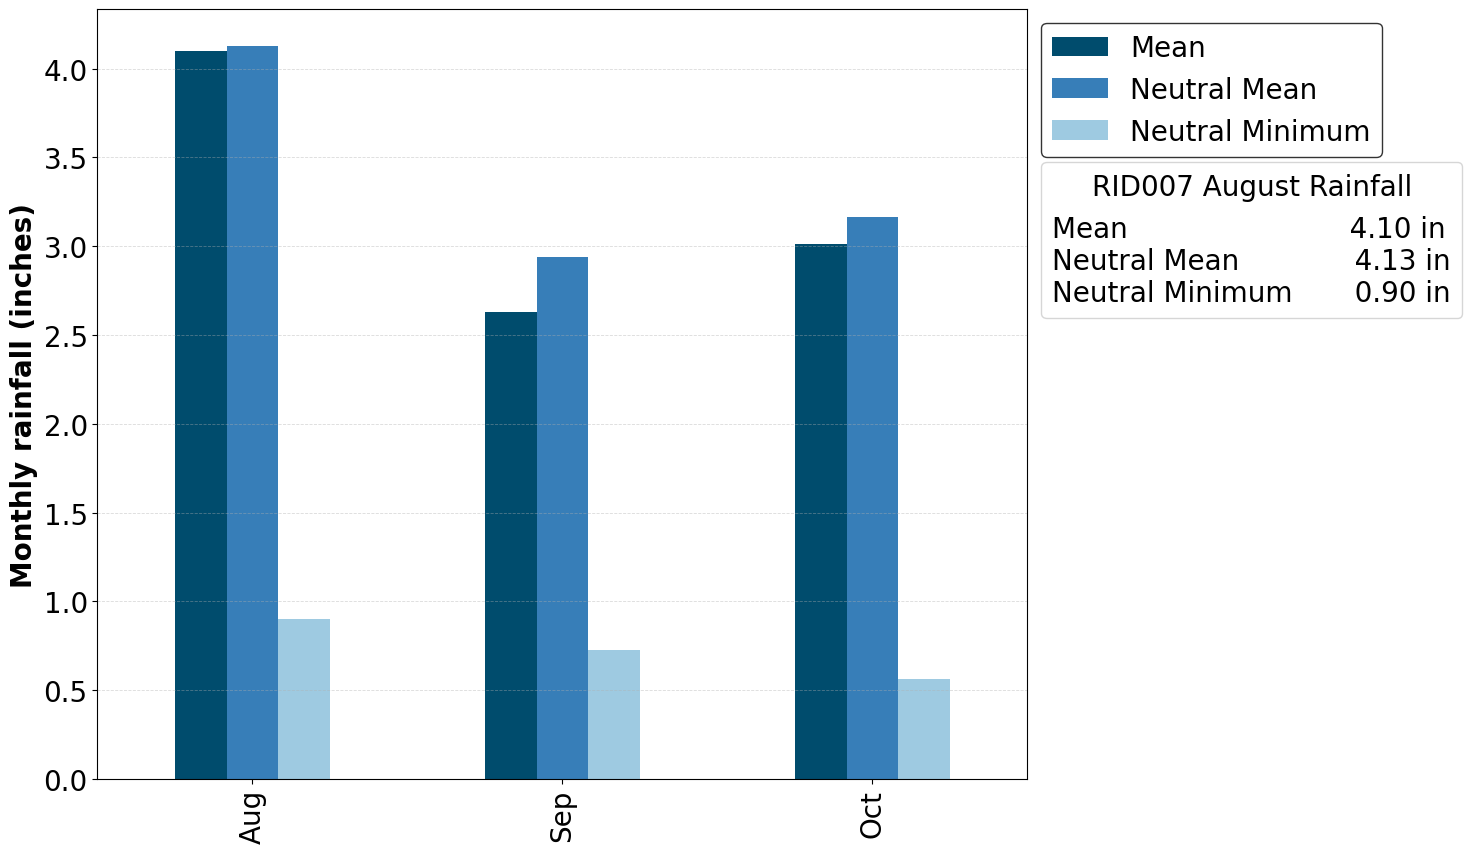 Monthly rainfall (inches)
4.0
3.5
3.0
2.5
2.0
1.5
1.0
0.5
0.0
Aug
Sep
Oct
Mean
Neutral Mean
Neutral Minimum
RID007 August Rainfall
Mean 4.10 in
Neutral Mean 4.13 in
Neutral Minimum 0.90 in